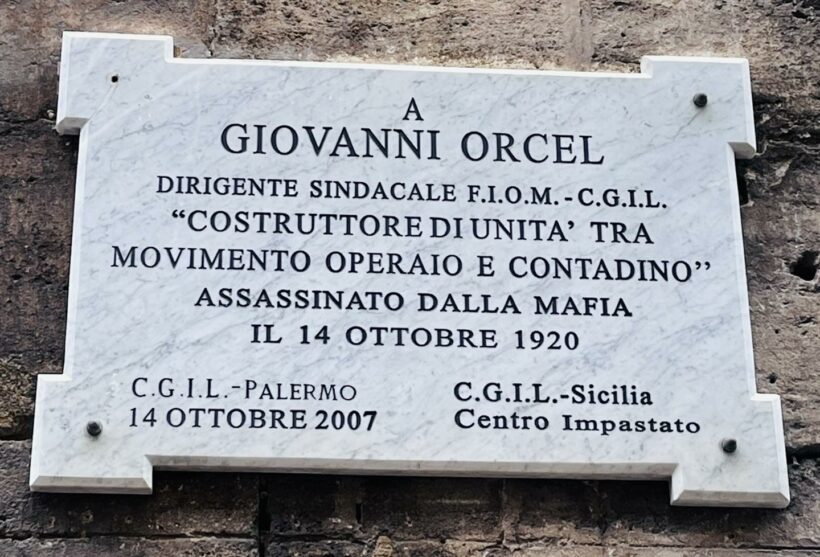 A
GIOVANNI ORCEL
DIRIGENTE SINDACALE F.I.O.M.-C.G.I.L.
“COSTRUTTORE DI UNITA’ TRA
MOVIMENTO OPERAIO E CONTADINO’’
ASSASSINATO DALLA MAFIA
IL 14 OTTOBRE 1920
C.G.I.L.-PALERMO
14 OTTOBRE 2007
C.G.I.L.-Sicilia
Centro Impastato